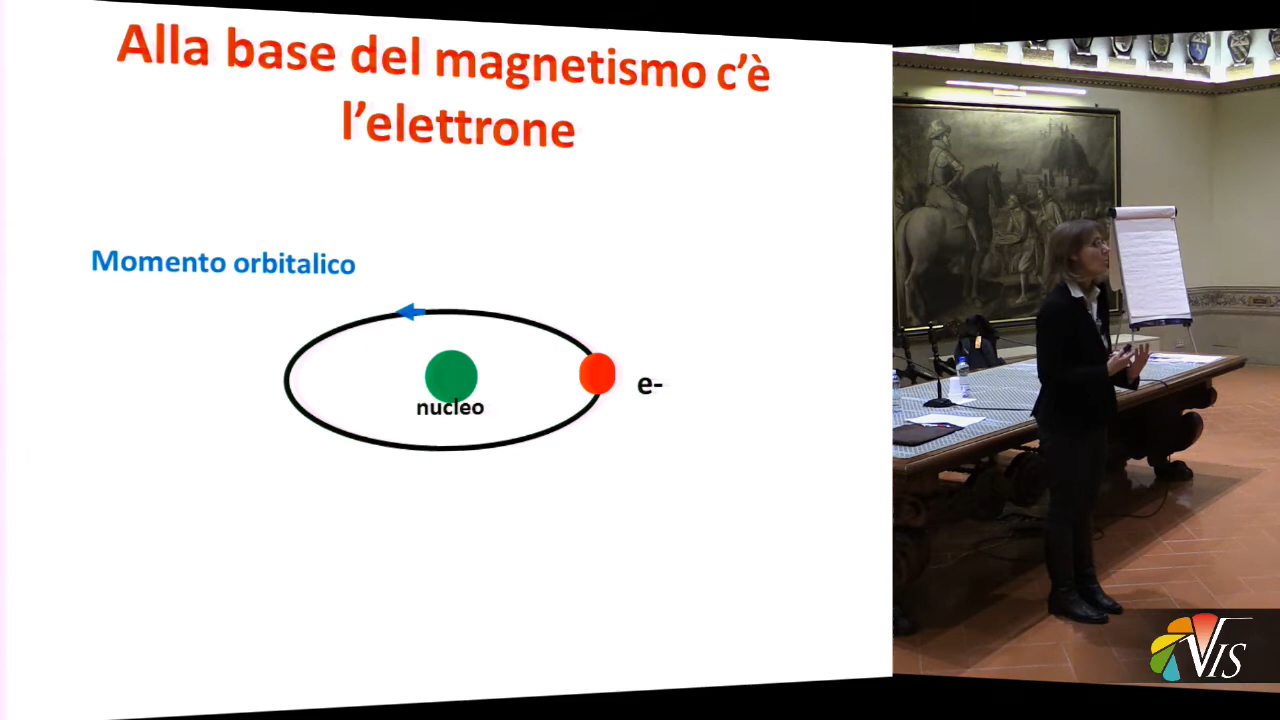 Alla base del magnetismo c'è
l'elettrone
Momento orbitalico
e-
nucleo
VIS